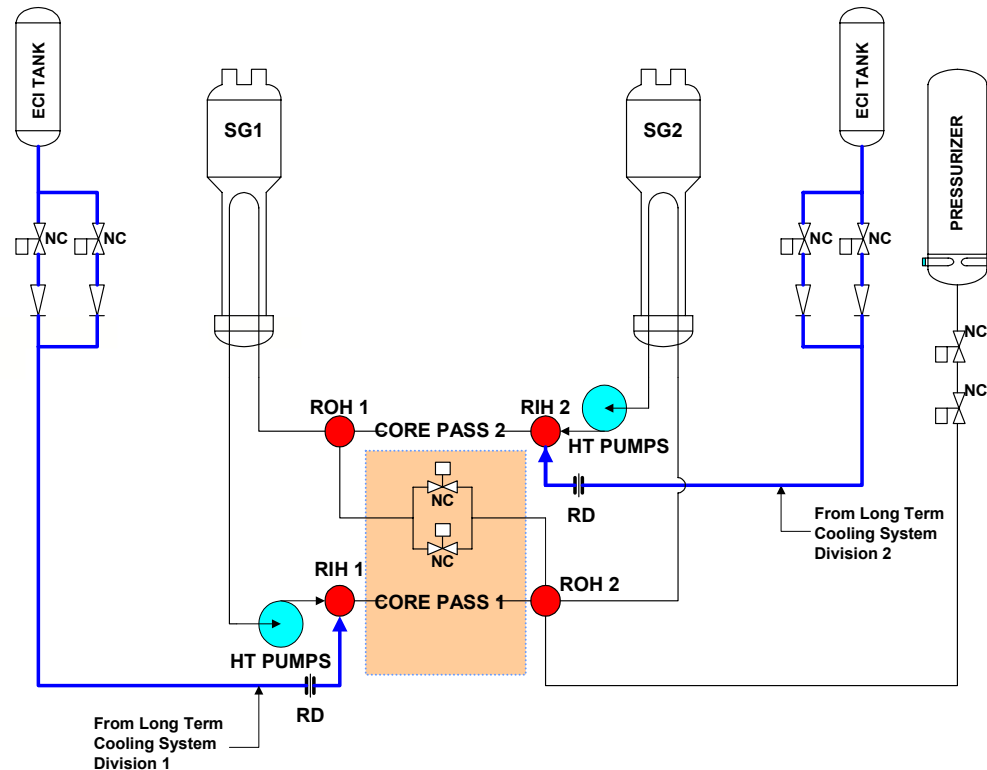 ECI TANK
ECI TANK
SG1
SG2
PRESSURIZER
NC
NC
NC
NC
NC
NC
ROH 1
CORE PASS 2
RIH 2
HT PUMPS
NC
RD
From Long Term
Cooling System
Division 2
NC
RIH 1
CORE PASS 1
ROH 2
HT PUMPS
RD
From Long Term
Cooling System
Division 1